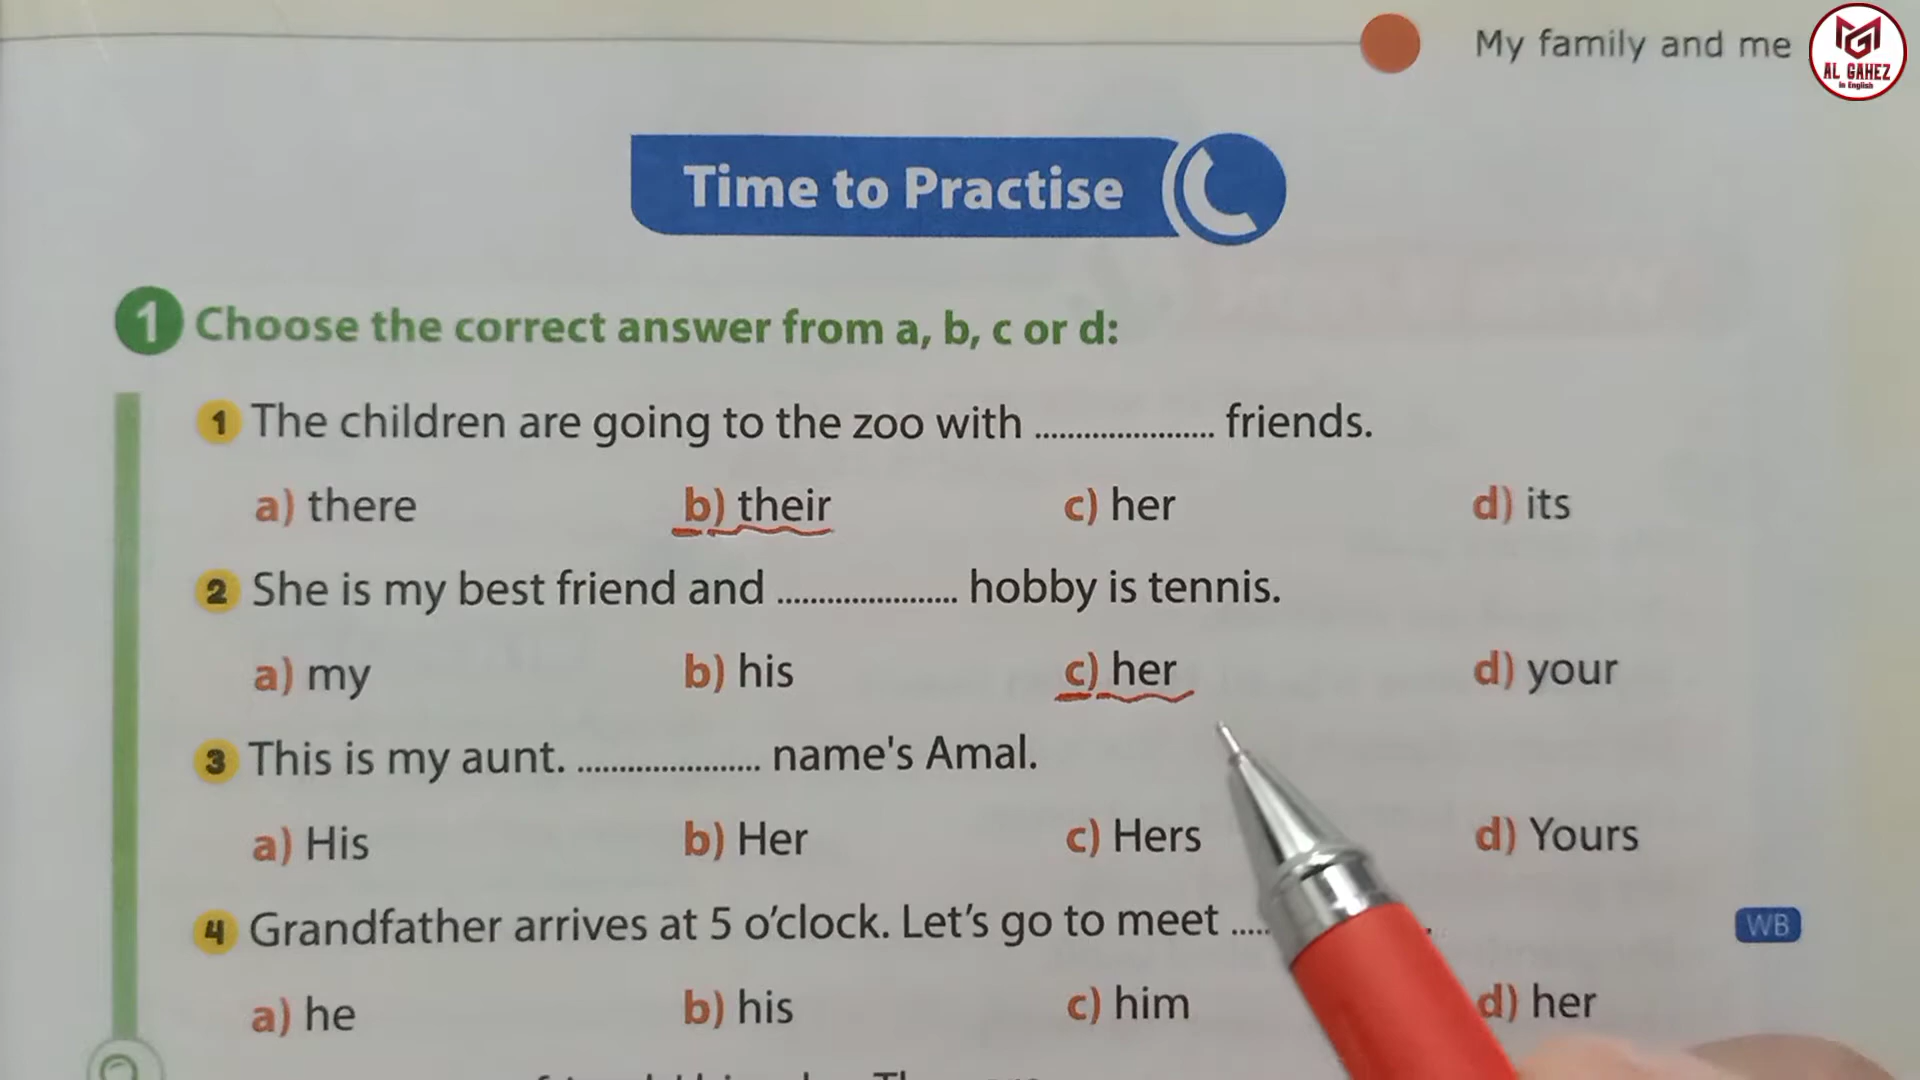 My family and me
AL GAHEZ
in English
Time to Practise
1 Choose the correct answer from a, b, c or d:
1 The children are going to the zoo with ...................... friends.
a) there b) their c) her d) its
2 She is my best friend and ...................... hobby is tennis.
a) my b) his c) her d) your
3 This is my aunt. ...................... name's Amal.
a) His b) Her c) Hers d) Yours
4 Grandfather arrives at 5 o'clock. Let's go to meet ..... .
WB
a) he b) his c) him d) her